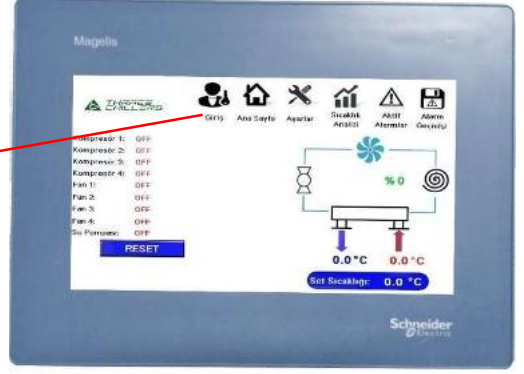 Magelis
THERMAL
CHILLERS
Giriş
Ana Sayfa
Ayarlar
Sıcaklık
Analizi
Aktif
Alarmlar
Alarm
Geçmişi
Kompresör 1: OFF
Kompresör 2: OFF
Kompresör 3: OFF
Kompresör 4: OFF
Fan 1: OFF
Fan 2: OFF
Fan 3: OFF
Fan 4: OFF
Su Pompası: OFF
RESET
% 0
0.0 °C
0.0 °C
Set Sıcaklığı: 0.0 °C
Schneider
Electric